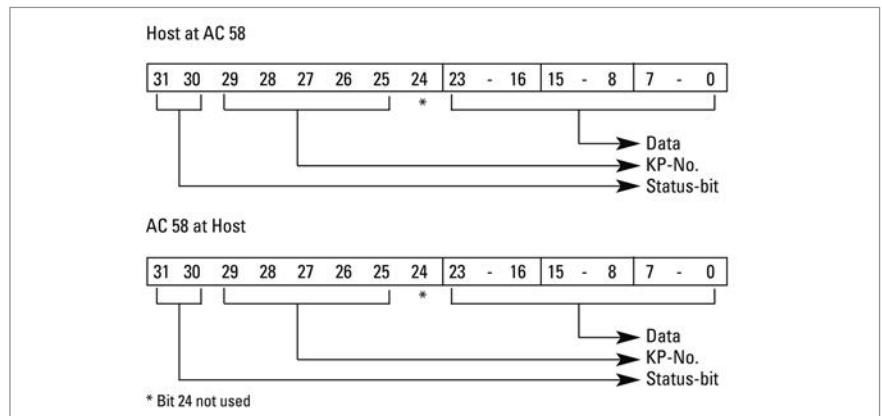 Host at AC 58
31 30 29 28 27 26 25 24 23 - 16 15 - 8 7 - 0
*
Data
KP-No.
Status-bit
AC 58 at Host
31 30 29 28 27 26 25 24 23 - 16 15 - 8 7 - 0
*
Data
KP-No.
Status-bit
* Bit 24 not used